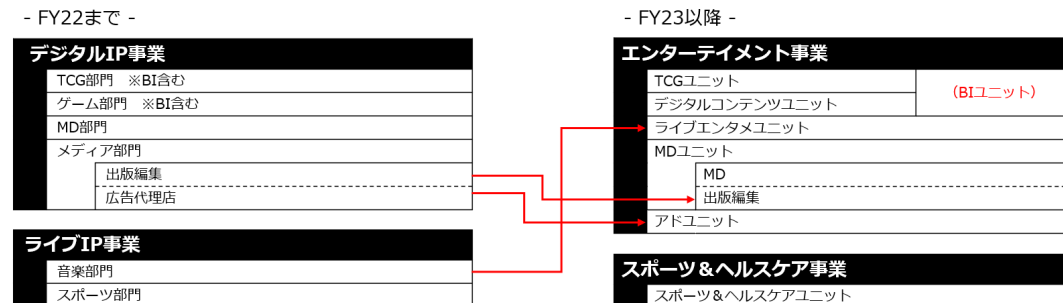 - FY22まで -
デジタルIP事業
TCG部門 ※BI含む
ゲーム部門 ※BI含む
MD部門
メディア部門
出版編集
広告代理店
ライブIP事業
音楽部門
スポーツ部門
- FY23以降 -
エンターテイメント事業
TCGユニット
(BIユニット)
デジタルコンテンツユニット
ライブエンタメユニット
MDユニット
MD
出版編集
アドユニット
スポーツ&ヘルスケア事業
スポーツ&ヘルスケアユニット